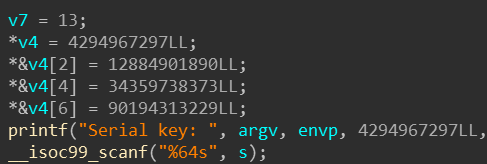 v7 = 13;
*v4 = 4294967297LL;
*&v4[2] = 12884901890LL;
*&v4[4] = 34359738373LL;
*&v4[6] = 90194313229LL;
printf("Serial key: ", argv, envp, 4294967297LL,
__isoc99_scanf("%64s", s);